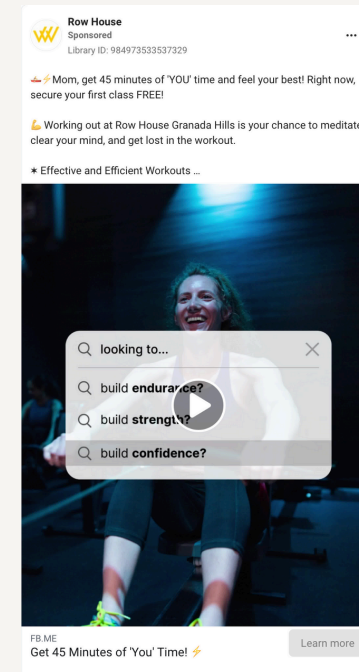 Row House
Sponsored
Library ID: 984973533537329
🚣⚡Mom, get 45 minutes of 'YOU' time and feel your best! Right now,
secure your first class FREE!
💪 Working out at Row House Granada Hills is your chance to meditate
clear your mind, and get lost in the workout.
✶ Effective and Efficient Workouts ...
looking to...
build endurance?
build strength?
build confidence?
FB.ME
Get 45 Minutes of 'You' Time! ⚡
Learn more